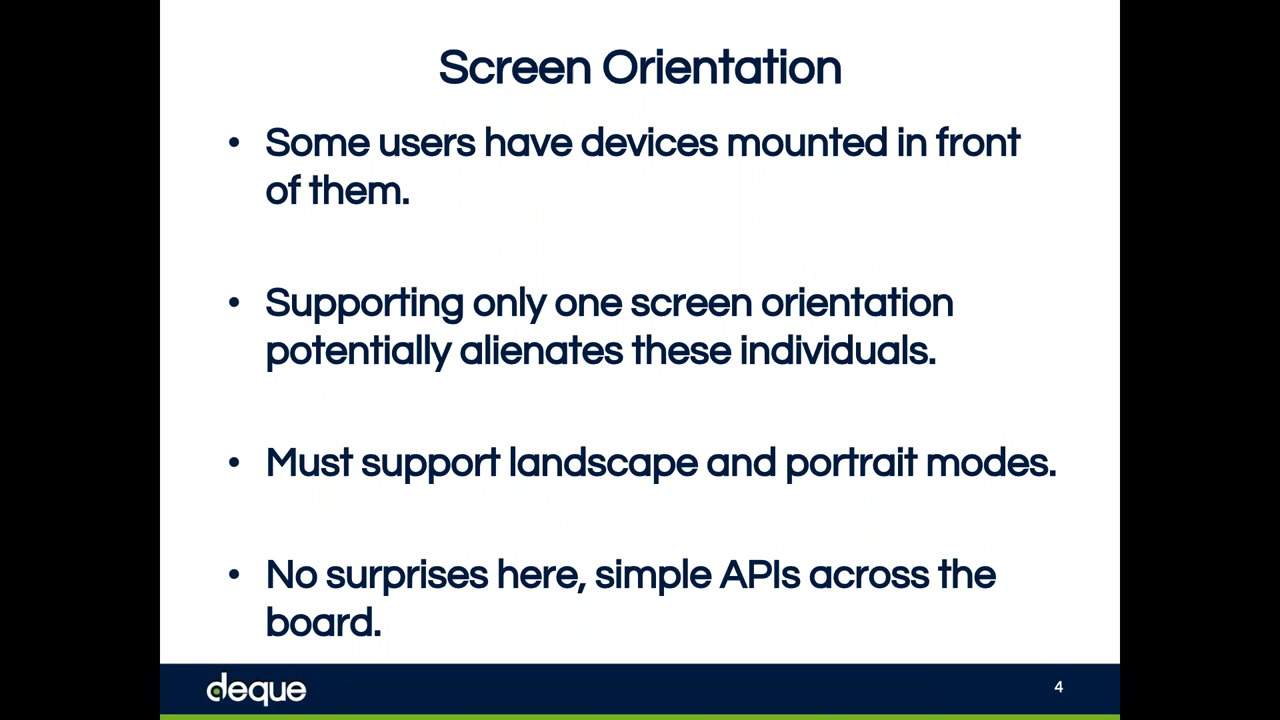 Screen Orientation
• Some users have devices mounted in front
of them.
• Supporting only one screen orientation
potentially alienates these individuals.
• Must support landscape and portrait modes.
• No surprises here, simple APIs across the
board.
deque
4